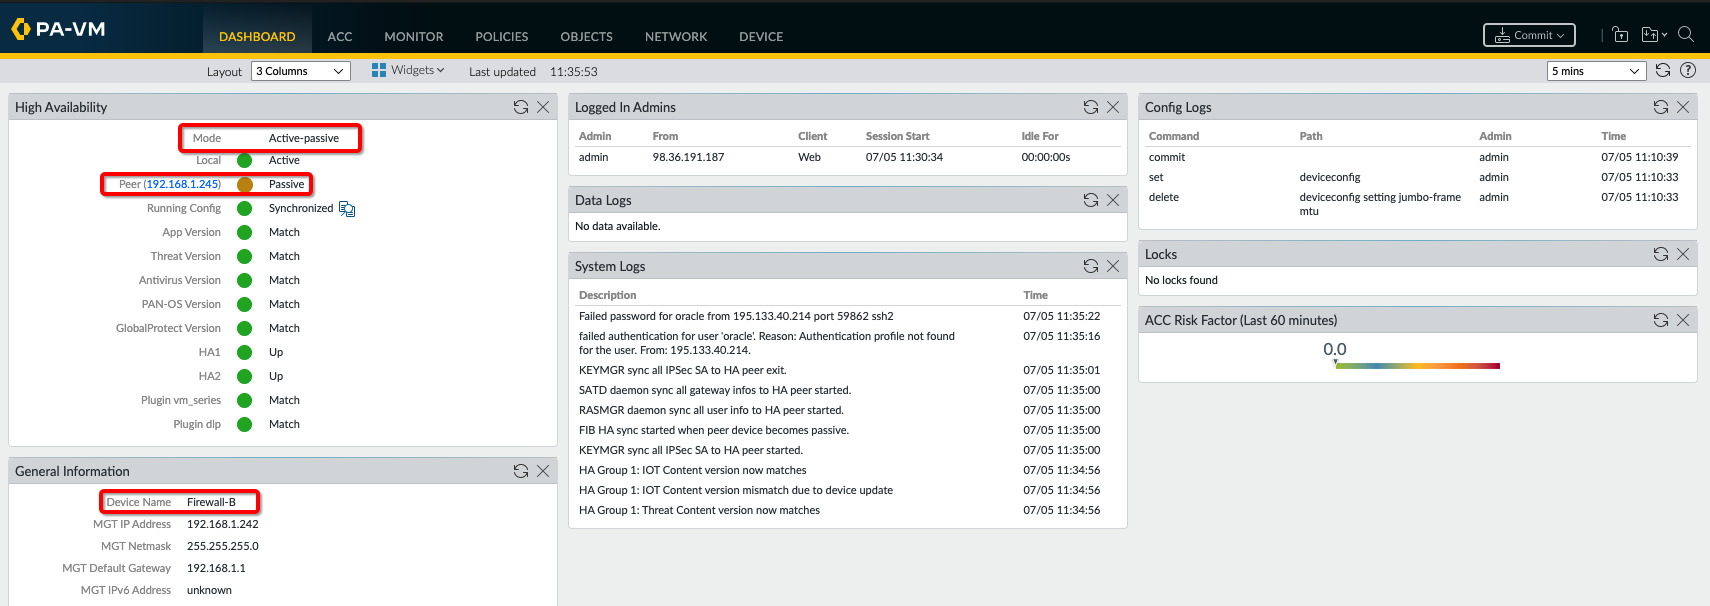 PA-VM
DASHBOARD ACC MONITOR POLICIES OBJECTS NETWORK DEVICE Commit
Layout 3 Columns Widgets Last updated 11:35:53 5 mins
High Availability
Mode Active-passive
Local Active
Peer (192.168.1.245) Passive
Running Config Synchronized
App Version Match
Threat Version Match
Antivirus Version Match
PAN-OS Version Match
GlobalProtect Version Match
HA1 Up
HA2 Up
Plugin vm_series Match
Plugin dlp Match
General Information
Device Name Firewall-B
MGT IP Address 192.168.1.242
MGT Netmask 255.255.255.0
MGT Default Gateway 192.168.1.1
MGT IPv6 Address unknown
Logged In Admins
Admin From Client Session Start Idle For
admin 98.36.191.187 Web 07/05 11:30:34 00:00:00s
Data Logs
No data available.
System Logs
Description Time
Failed password for oracle from 195.133.40.214 port 59862 ssh2 07/05 11:35:22
failed authentication for user 'oracle'. Reason: Authentication profile not found 07/05 11:35:16
for the user. From: 195.133.40.214.
KEYMGR sync all IPSec SA to HA peer exit. 07/05 11:35:01
SATD daemon sync all gateway infos to HA peer started. 07/05 11:35:00
RASMGR daemon sync all user info to HA peer started. 07/05 11:35:00
FIB HA sync started when peer device becomes passive. 07/05 11:35:00
KEYMGR sync all IPSec SA to HA peer started. 07/05 11:35:00
HA Group 1: IOT Content version now matches 07/05 11:34:56
HA Group 1: IOT Content version mismatch due to device update 07/05 11:34:56
HA Group 1: Threat Content version now matches 07/05 11:34:56
Config Logs
Command Path Admin Time
commit admin 07/05 11:10:39
set deviceconfig admin 07/05 11:10:33
delete deviceconfig setting jumbo-frame admin 07/05 11:10:33
mtu
Locks
No locks found
ACC Risk Factor (Last 60 minutes)
0.0